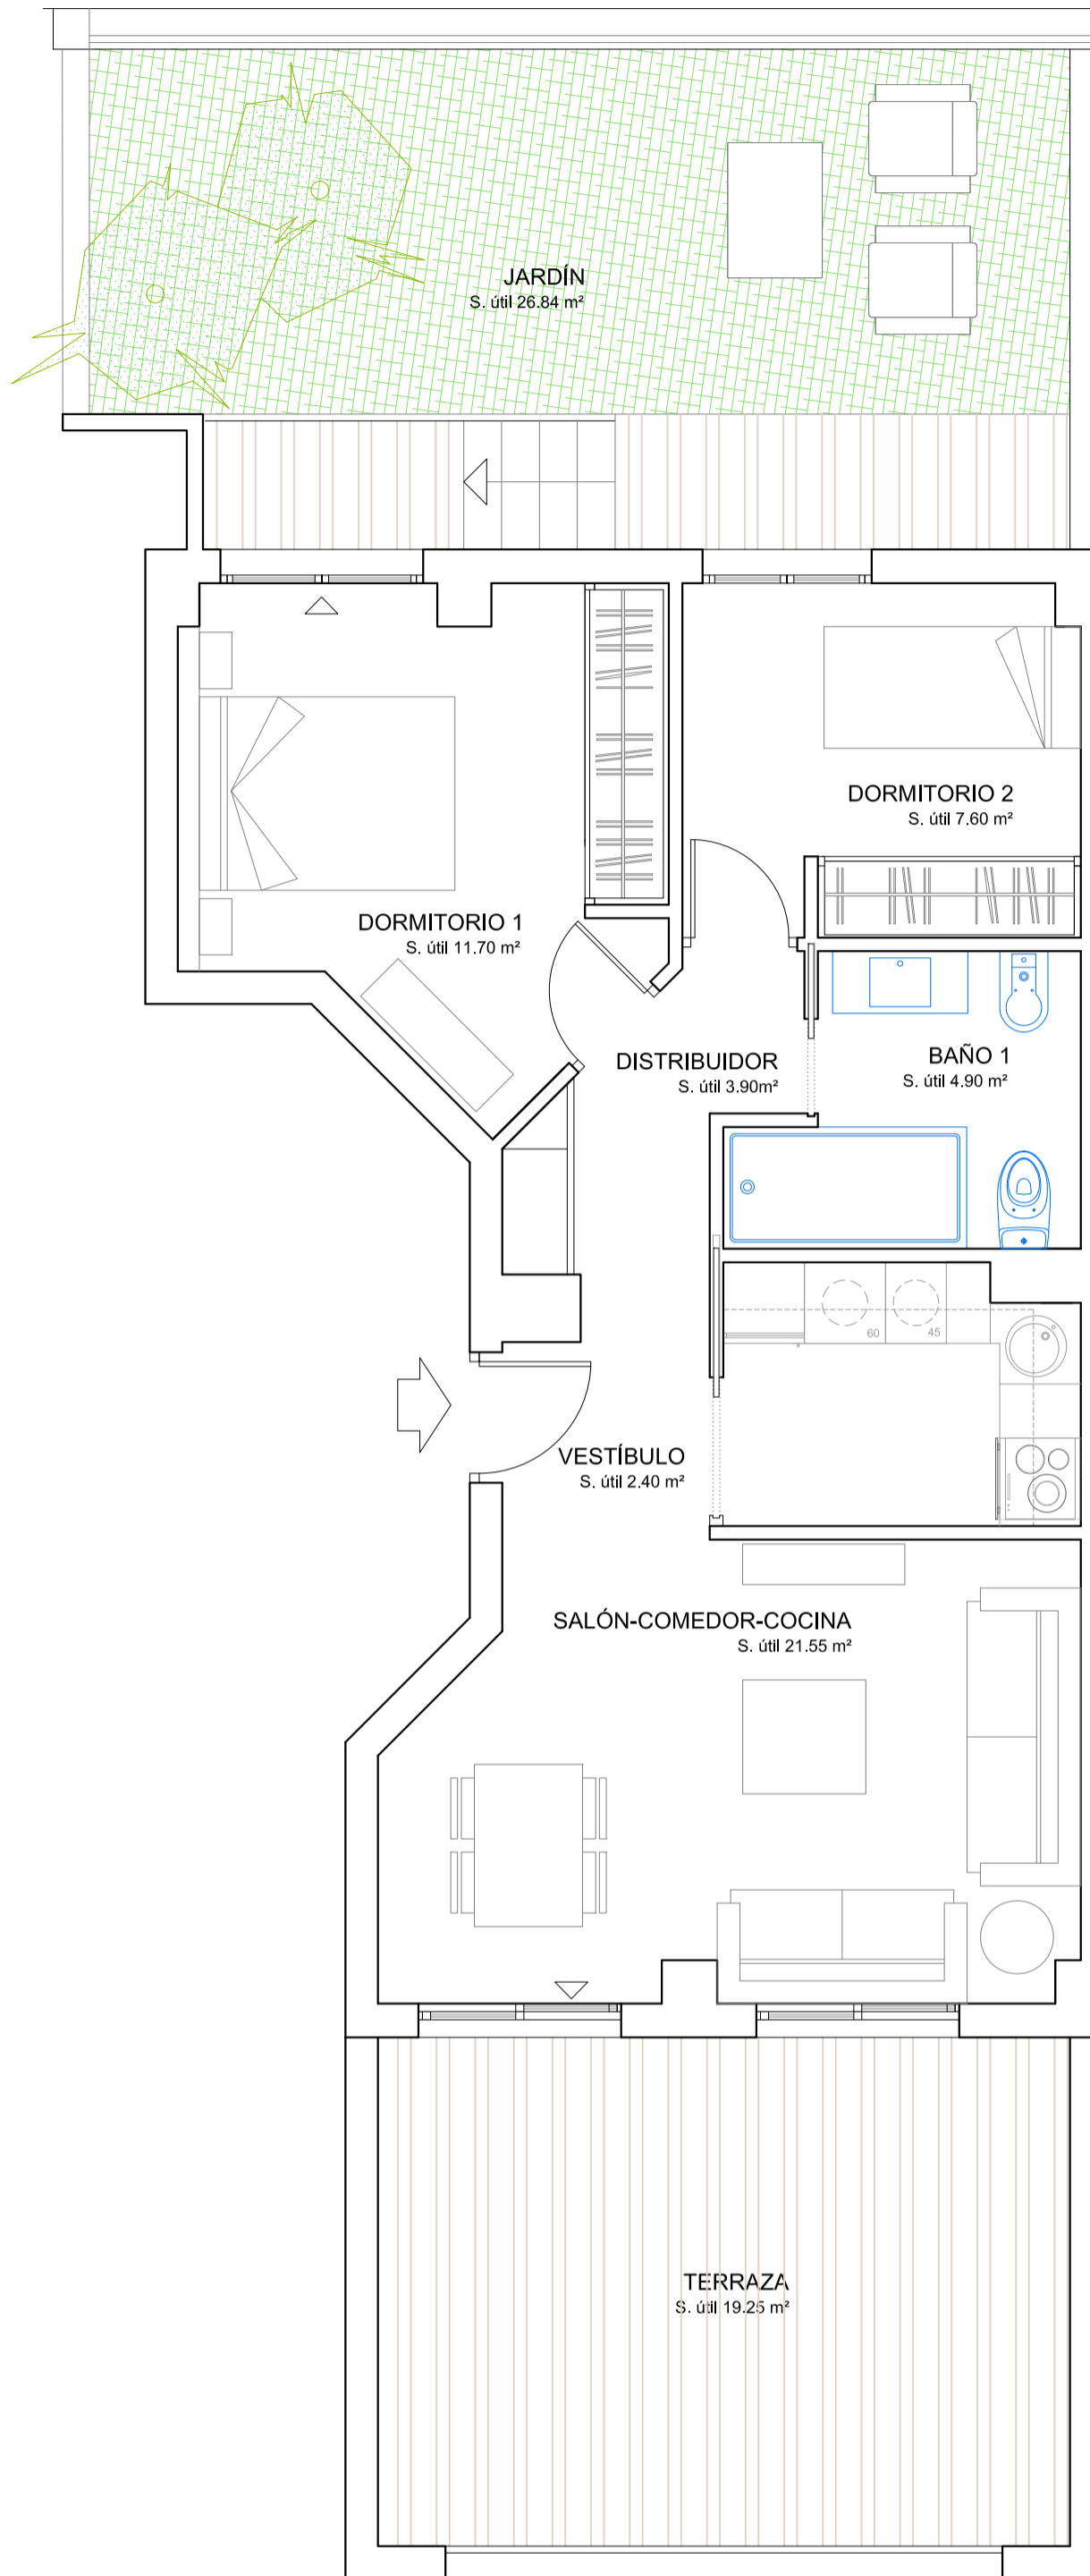 JARDÍN
S. útil 26.84 m²
DORMITORIO 2
S. útil 7.60 m²
DORMITORIO 1
S. útil 11.70 m²
DISTRIBUIDOR
S. útil 3.90m²
BAÑO 1
S. útil 4.90 m²
60
45
VESTÍBULO
S. útil 2.40 m²
SALÓN-COMEDOR-COCINA
S. útil 21.55 m²
TERRAZA
S. útil 19.25 m²